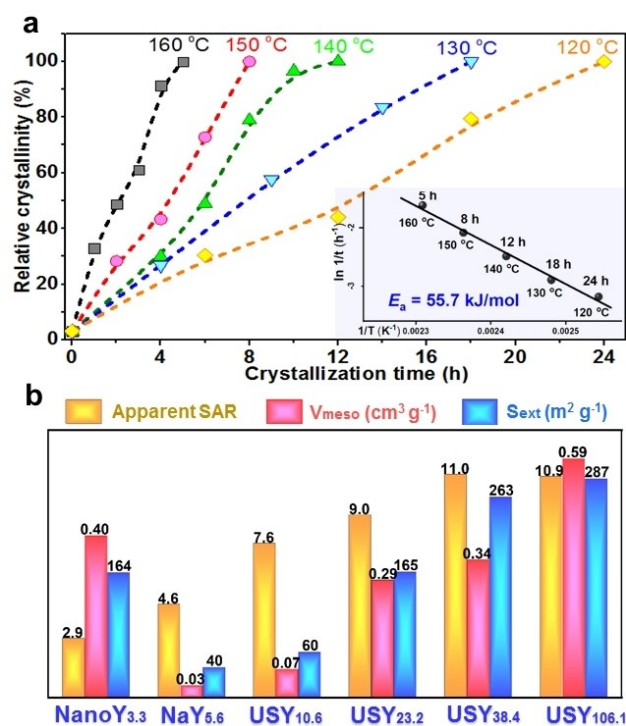 a
160 °C 150 °C 140 °C 130 °C 120 °C
Relative crystallinity (%)
100
80
60
40
20
0
0 4 8 12 16 20 24
Crystallization time (h)
ln 1/t (h⁻¹)
-2
-3
5 h
160 °C
8 h
150 °C
12 h
140 °C
18 h
130 °C
24 h
120 °C
Eₐ = 55.7 kJ/mol
1/T (K⁻¹) 0.0023 0.0024 0.0025
b
Apparent SAR Vmeso (cm³ g⁻¹) Sext (m² g⁻¹)
2.9 0.40 164
4.6 0.03 40
7.6 0.07 60
9.0 0.29 165
11.0 0.34 263
10.9 0.59 287
NanoY₃.₃ NaY₅.₆ USY₁₀.₆ USY₂₃.₂ USY₃₈.₄ USY₁₀₆.₁